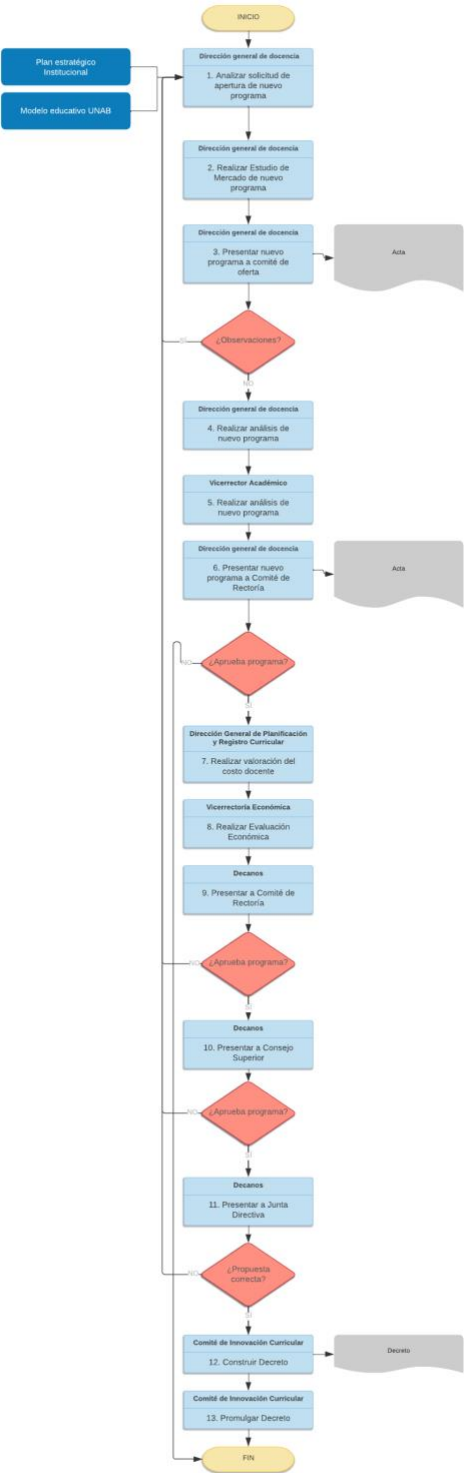 INICIO
Plan estratégico
Institucional
Modelo educativo UNAB
Dirección general de docencia
1. Analizar solicitud de
apertura de nuevo
programa
Dirección general de docencia
2. Realizar Estudio de
Mercado de nuevo
programa
Dirección general de docencia
3. Presentar nuevo
programa a comité de
oferta
Acta
¿Observaciones?
SI
NO
Dirección general de docencia
4. Realizar análisis de
nuevo programa
Vicerrector Académico
5. Realizar análisis de
nuevo programa
Dirección general de docencia
6. Presentar nuevo
programa a Comité de
Rectoría
Acta
¿Aprueba programa?
NO
SI
Dirección General de Planificación
y Registro Curricular
7. Realizar valoración del
costo docente
Vicerrectoría Económica
8. Realizar Evaluación
Económica
Decanos
9. Presentar a Comité de
Rectoría
¿Aprueba programa?
NO
SI
Decanos
10. Presentar a Consejo
Superior
¿Aprueba programa?
NO
SI
Decanos
11. Presentar a Junta
Directiva
¿Propuesta
correcta?
NO
SI
Comité de Innovación Curricular
12. Construir Decreto
Decreto
Comité de Innovación Curricular
13. Promulgar Decreto
FIN